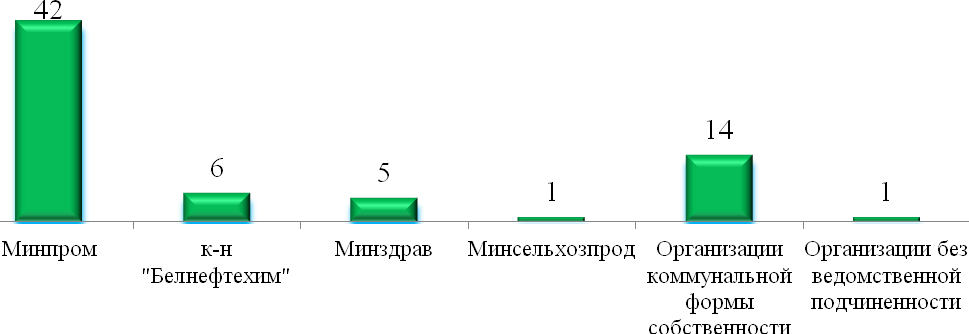 42
6
5
1
14
1
Минпром
к-н
"Белнефтехим"
Минздрав
Минсельхозпрод
Организации
коммунальной
формы
собственности
Организации без
ведомственной
подчиненности